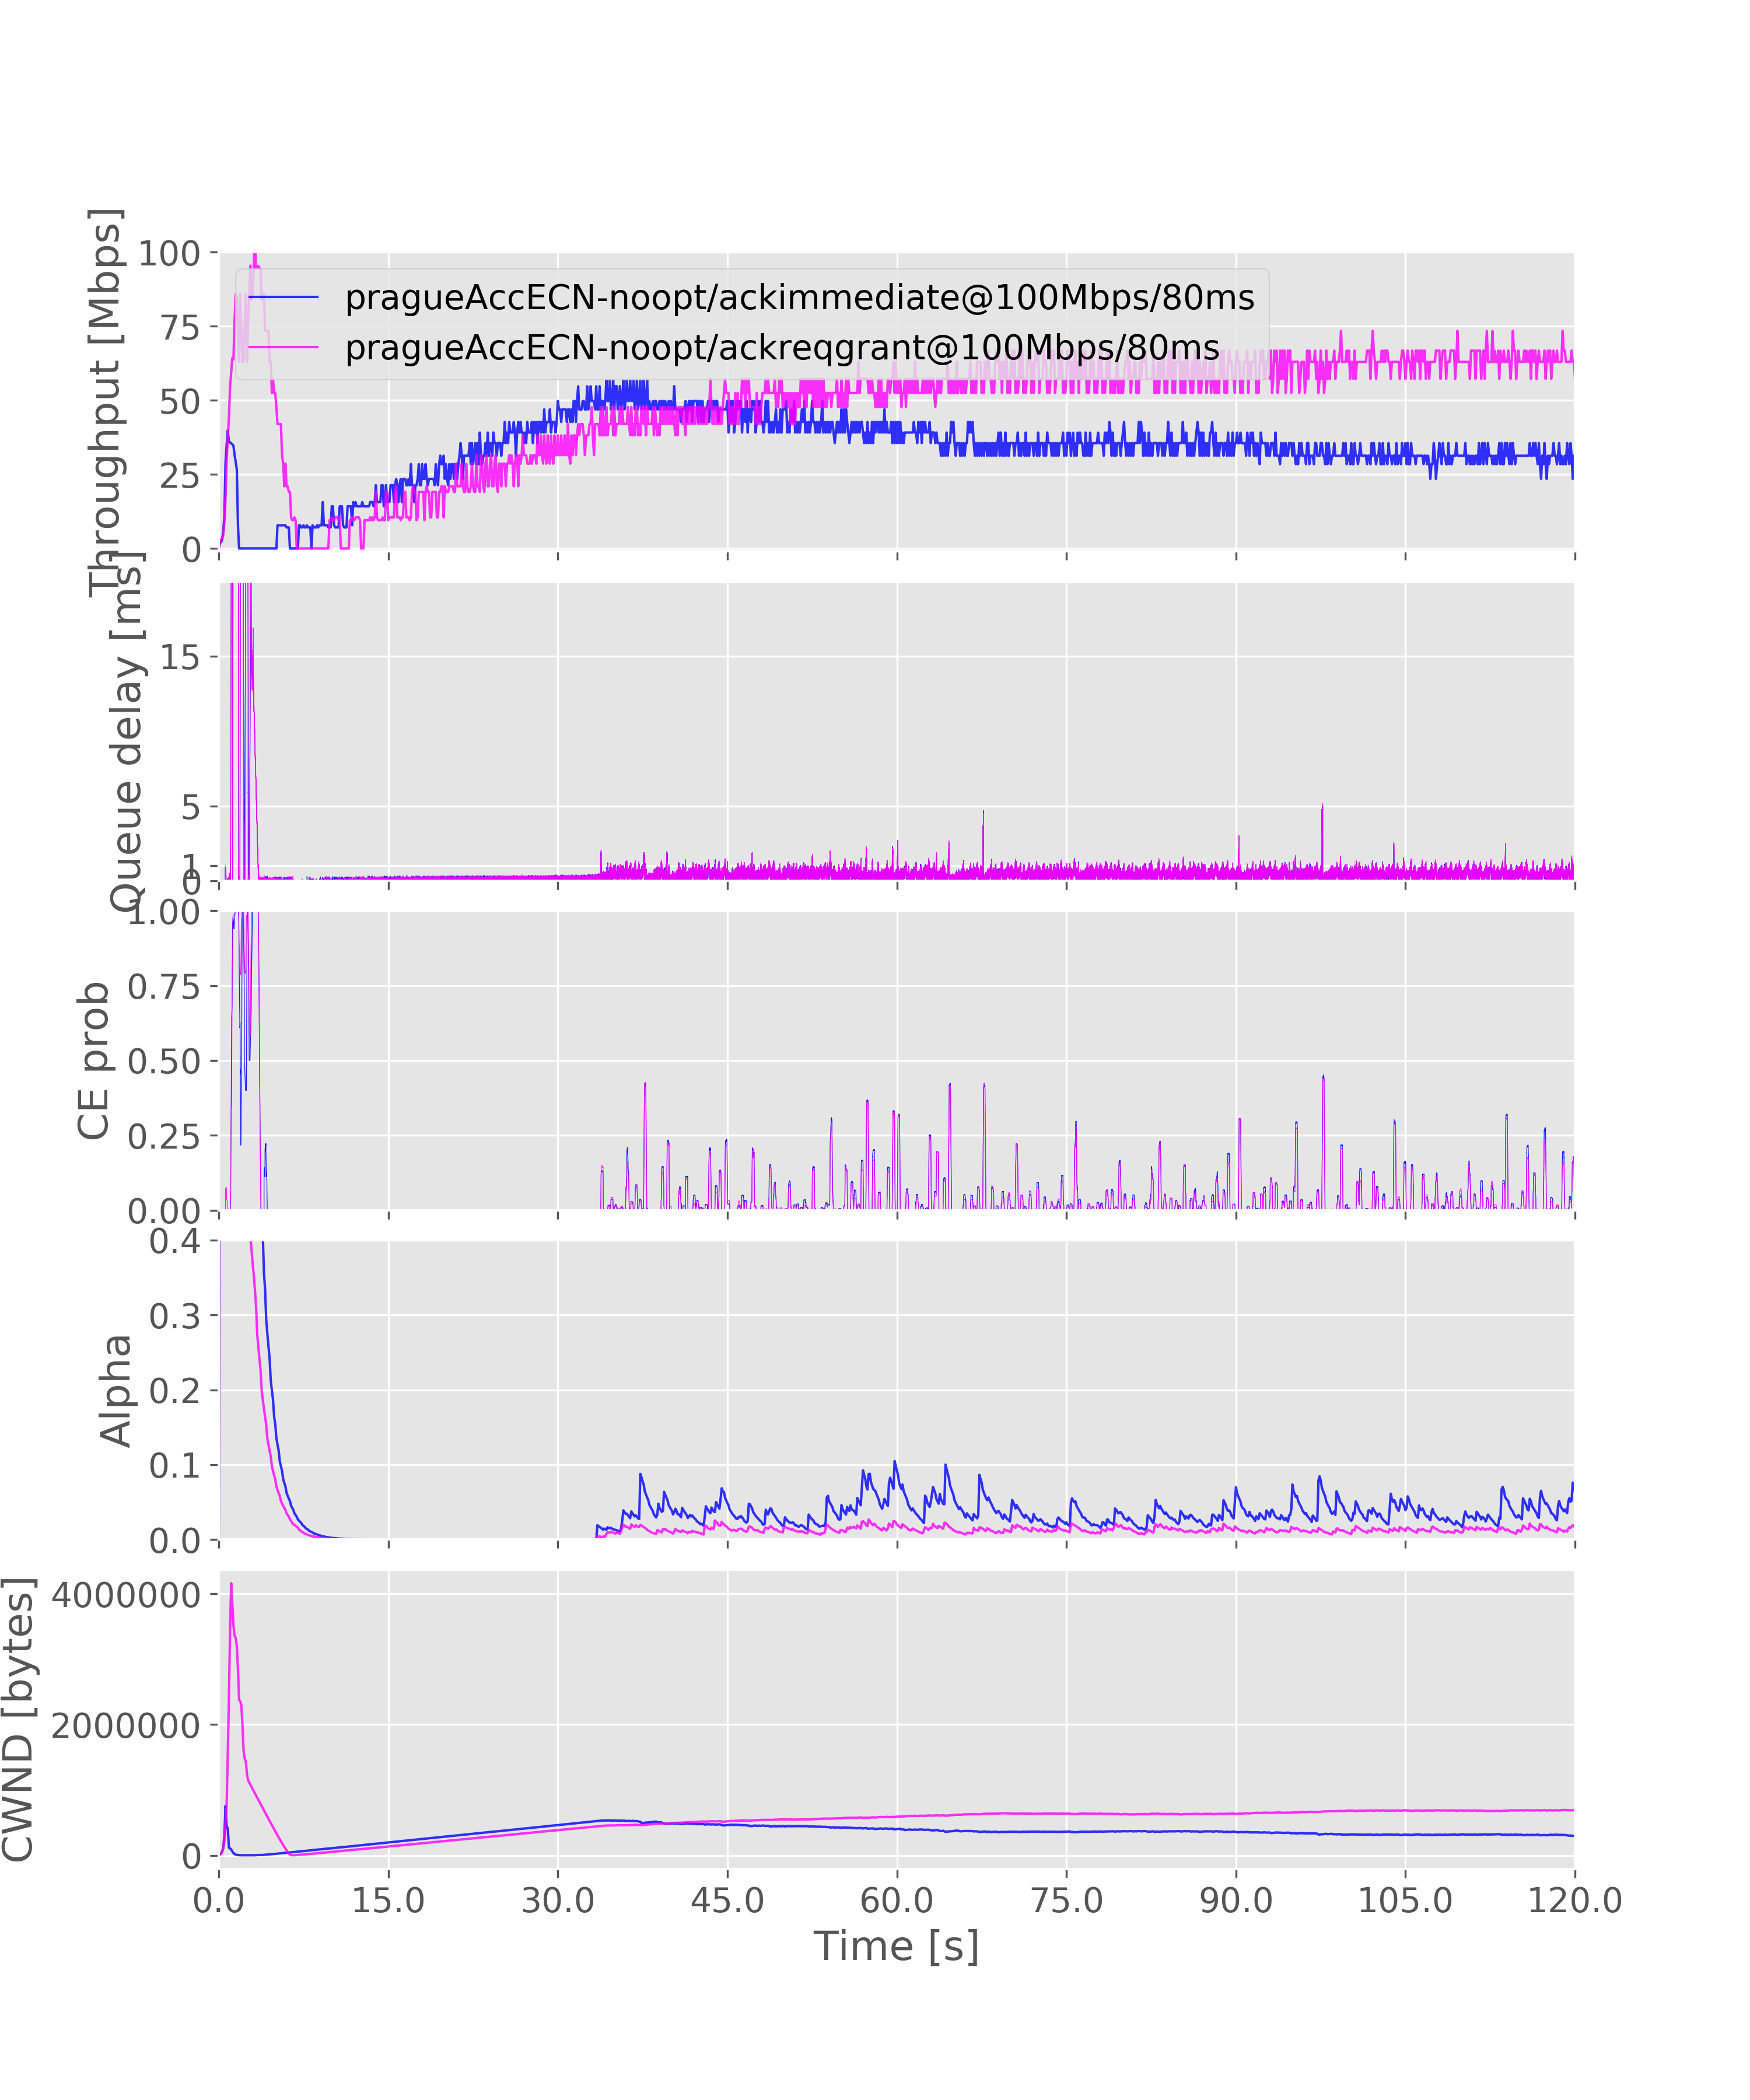 Throughput [Mbps]
100
75
50
25
0
pragueAccECN-noopt/ackimmediate@100Mbps/80ms
pragueAccECN-noopt/ackreqgrant@100Mbps/80ms
Queue delay [ms]
15
5
1
0
CE prob
1.00
0.75
0.50
0.25
0.00
Alpha
0.4
0.3
0.2
0.1
0.0
CWND [bytes]
4000000
2000000
0
0.0 15.0 30.0 45.0 60.0 75.0 90.0 105.0 120.0
Time [s]